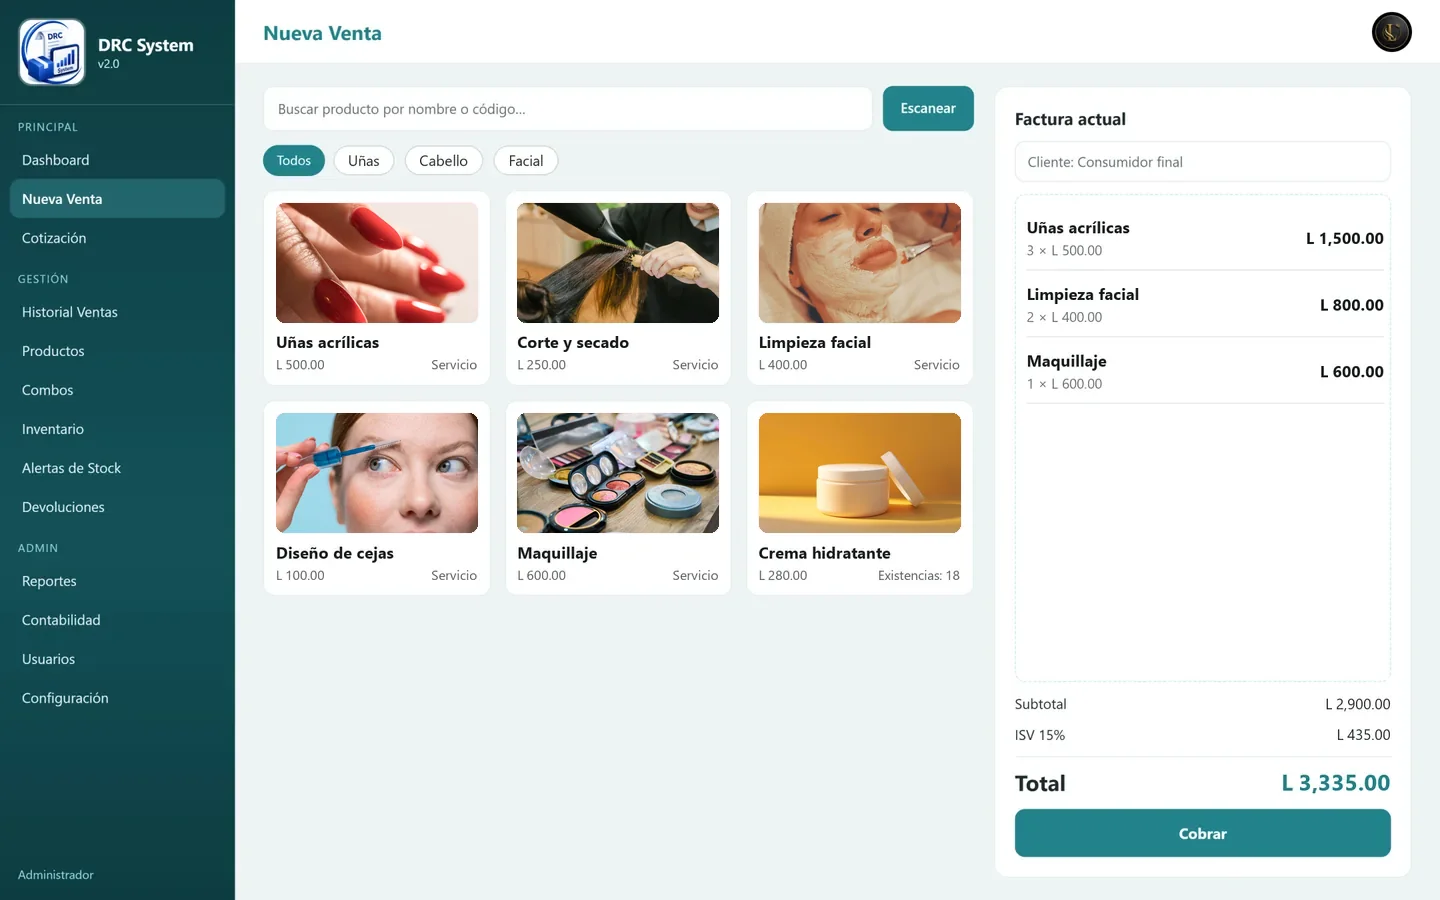 DRC
System
DRC System
v2.0
PRINCIPAL
Dashboard
Nueva Venta
Cotización
GESTIÓN
Historial Ventas
Productos
Combos
Inventario
Alertas de Stock
Devoluciones
ADMIN
Reportes
Contabilidad
Usuarios
Configuración
Administrador
Nueva Venta
Buscar producto por nombre o código...
Escanear
Todos
Uñas
Cabello
Facial
Uñas acrílicas
L 500.00 Servicio
Corte y secado
L 250.00 Servicio
Limpieza facial
L 400.00 Servicio
Diseño de cejas
L 100.00 Servicio
Maquillaje
L 600.00 Servicio
Crema hidratante
L 280.00 Existencias: 18
Factura actual
Cliente: Consumidor final
Uñas acrílicas
3 × L 500.00
L 1,500.00
Limpieza facial
2 × L 400.00
L 800.00
Maquillaje
1 × L 600.00
L 600.00
Subtotal L 2,900.00
ISV 15% L 435.00
Total L 3,335.00
Cobrar